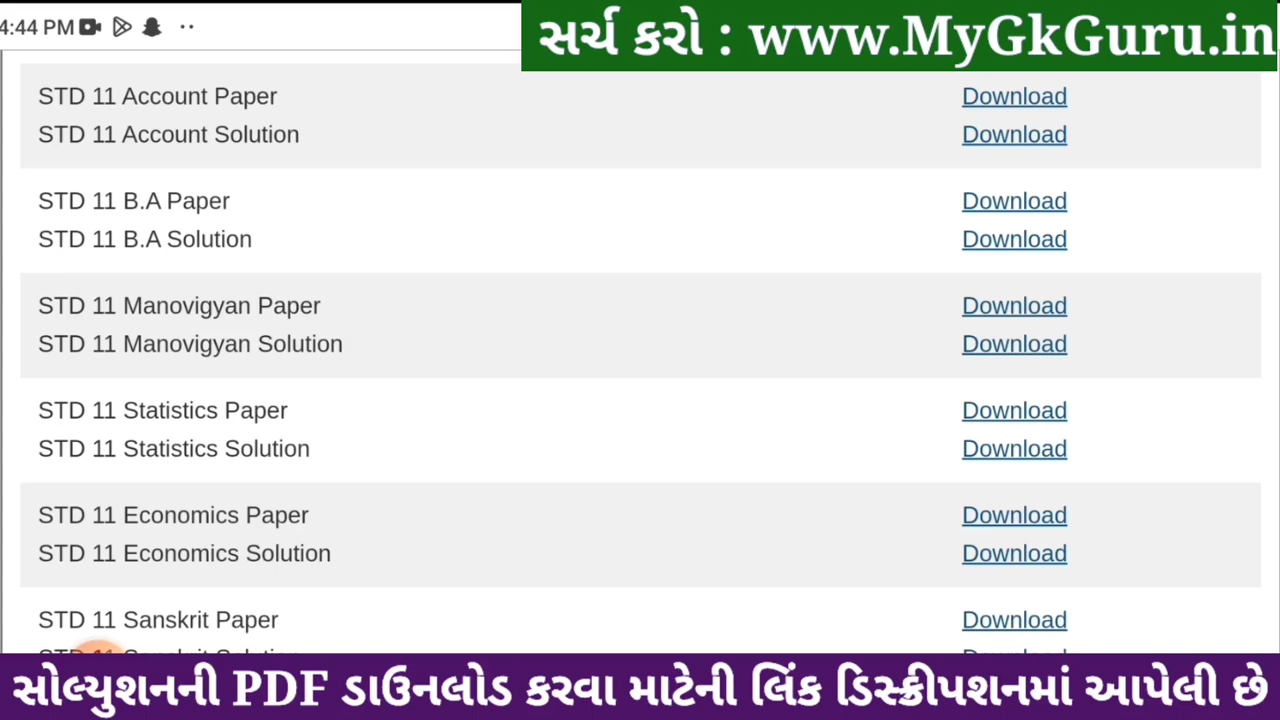 4:44 PM
સર્ચ કરો : www.MyGkGuru.in
STD 11 Account Paper Download
STD 11 Account Solution Download
STD 11 B.A Paper Download
STD 11 B.A Solution Download
STD 11 Manovigyan Paper Download
STD 11 Manovigyan Solution Download
STD 11 Statistics Paper Download
STD 11 Statistics Solution Download
STD 11 Economics Paper Download
STD 11 Economics Solution Download
STD 11 Sanskrit Paper Download
સોલ્યુશનની PDF ડાઉનલોડ કરવા માટેની લિંક ડિસ્ક્રીપશનમાં આપેલી છે